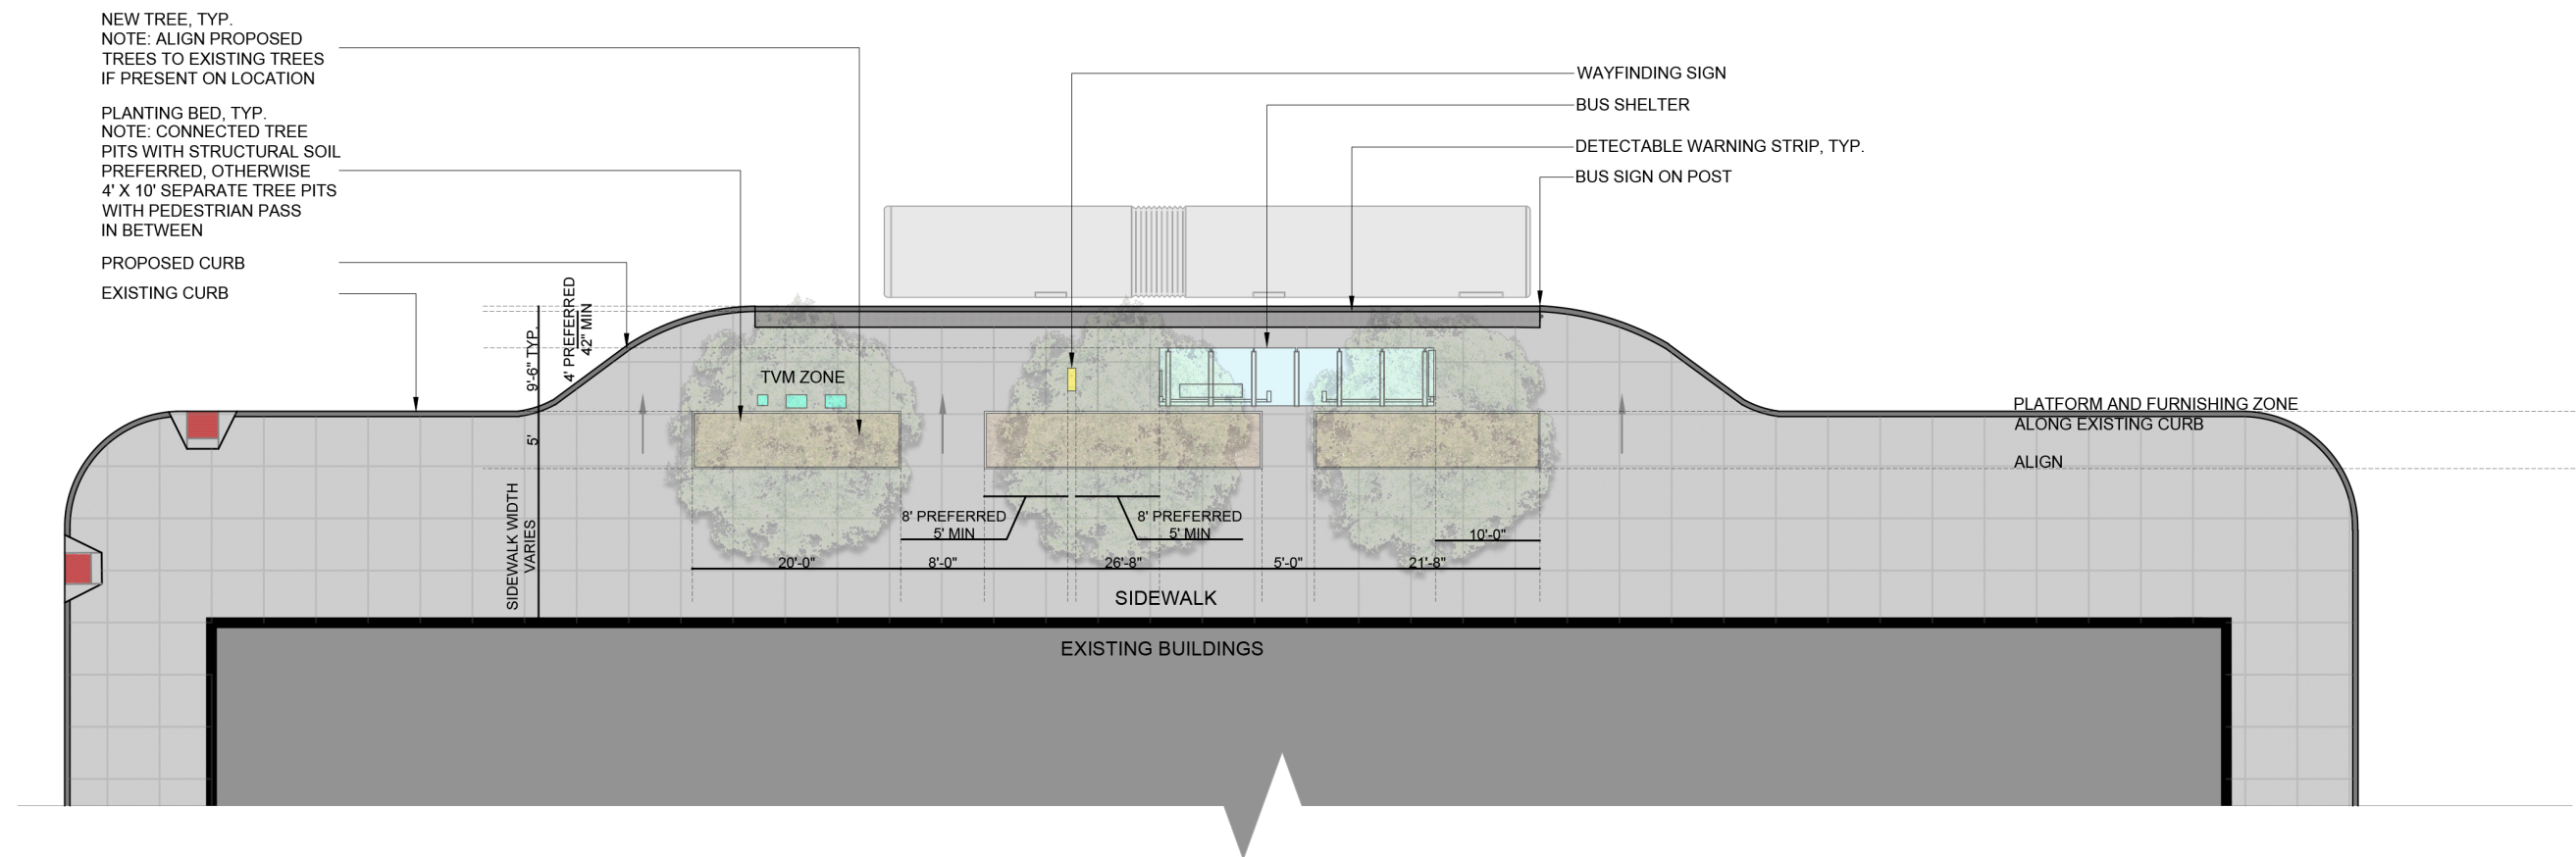 NEW TREE, TYP.
NOTE: ALIGN PROPOSED
TREES TO EXISTING TREES
IF PRESENT ON LOCATION
PLANTING BED, TYP.
NOTE: CONNECTED TREE
PITS WITH STRUCTURAL SOIL
PREFERRED, OTHERWISE
4' X 10' SEPARATE TREE PITS
WITH PEDESTRIAN PASS
IN BETWEEN
PROPOSED CURB
EXISTING CURB
WAYFINDING SIGN
BUS SHELTER
DETECTABLE WARNING STRIP, TYP.
BUS SIGN ON POST
9'-6" TYP.
4' PREFERRED
42" MIN
5'
SIDEWALK WIDTH
VARIES
TVM ZONE
PLATFORM AND FURNISHING ZONE
ALONG EXISTING CURB
ALIGN
8' PREFERRED
5' MIN
8' PREFERRED
5' MIN
10'-0"
20'-0"
8'-0"
26'-8"
5'-0"
21'-8"
SIDEWALK
EXISTING BUILDINGS